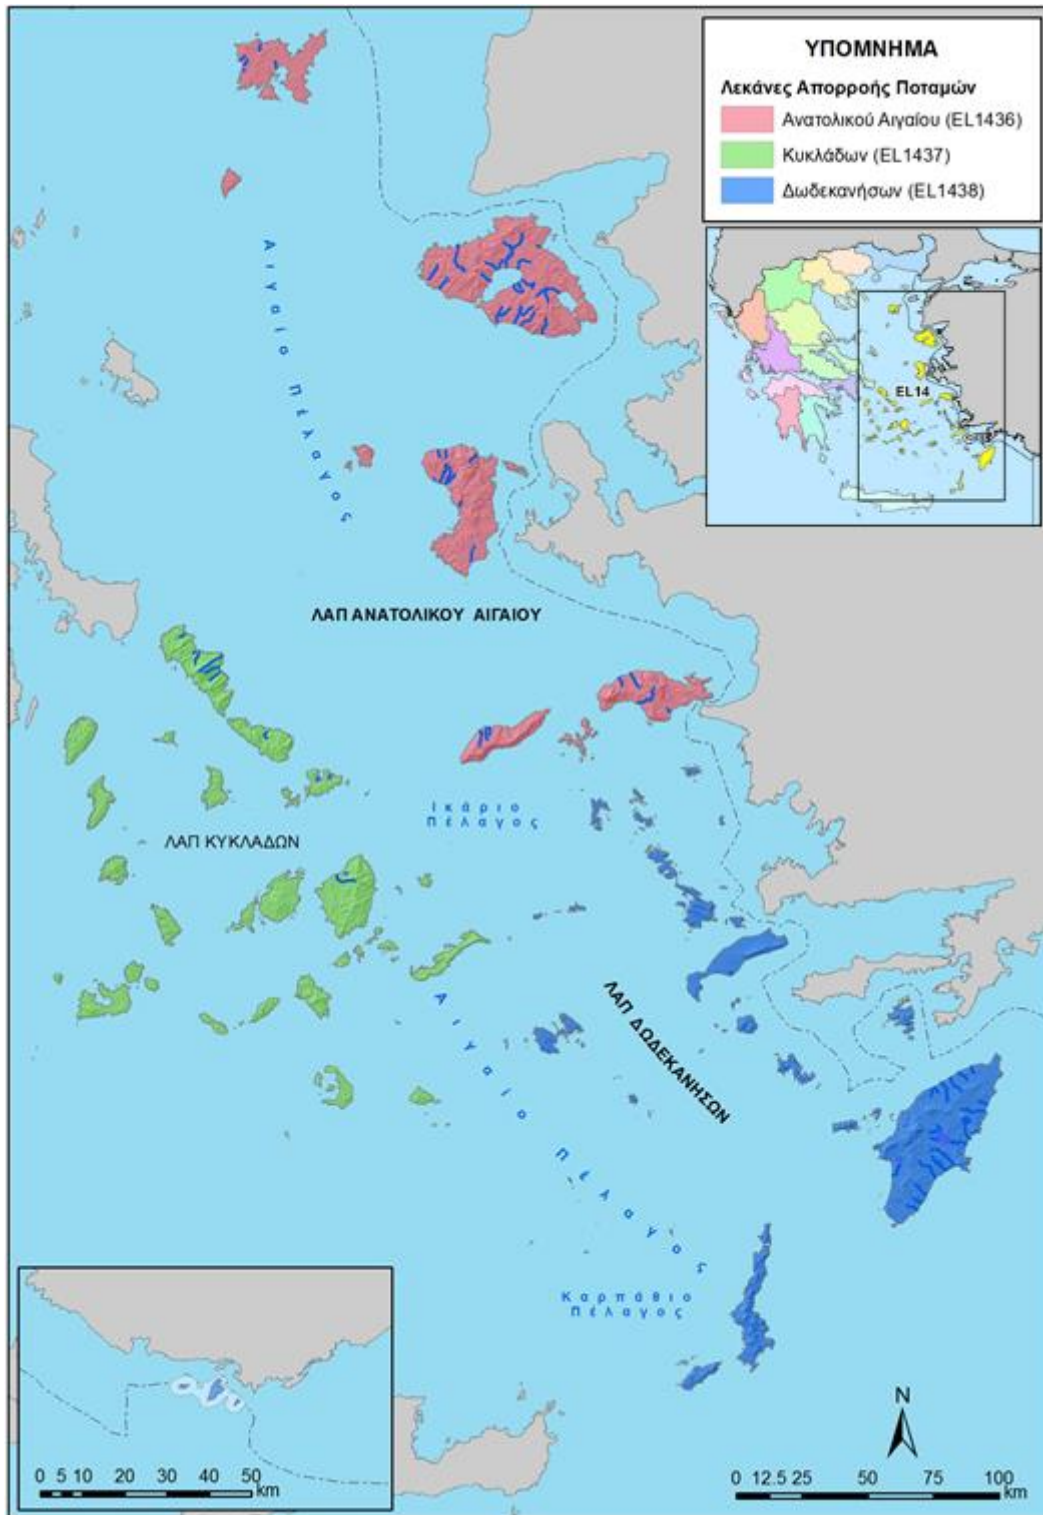 ΥΠΟΜΝΗΜΑ
Λεκάνες Απορροής Ποταμών
Ανατολικού Αιγαίου (EL1436)
Κυκλάδων (EL1437)
Δωδεκανήσων (EL1438)
EL14
Αιγαίο Πέλαγος
ΛΑΠ ΑΝΑΤΟΛΙΚΟΥ ΑΙΓΑΙΟΥ
Ικάριο
Πέλαγος
ΛΑΠ ΚΥΚΛΑΔΩΝ
ΛΑΠ ΔΩΔΕΚΑΝΗΣΩΝ
Αιγαίο Πέλαγος
Καρπάθιο
Πέλαγος
N
0 5 10 20 30 40 50
km
0 12.5 25 50 75 100
km